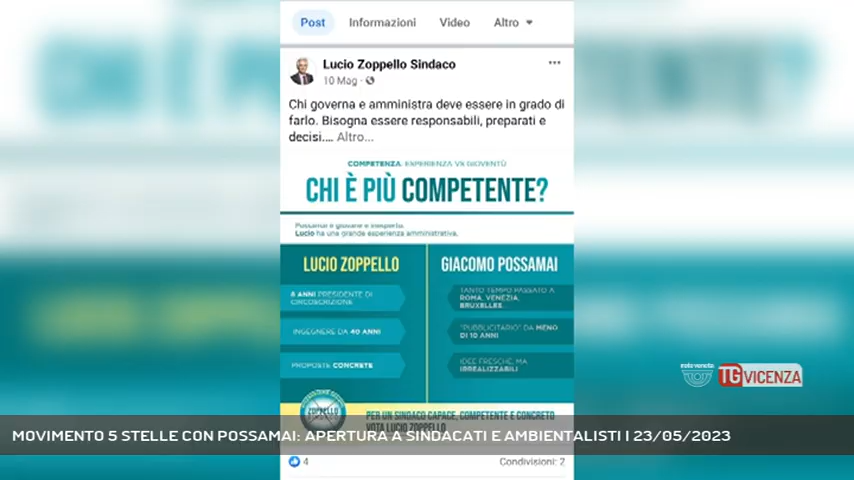 Post Informazioni Video Altro
Lucio Zoppello Sindaco
10 Mag
Chi governa e amministra deve essere in grado di
farlo. Bisogna essere responsabili, preparati e
decisi.... Altro...
COMPETENZA. ESPERIENZA VS GIOVENTÙ
CHI È PIÙ COMPETENTE?
Possamai è giovane e inesperto.
Lucio ha una grande esperienza amministrativa.
LUCIO ZOPPELLO
8 ANNI PRESIDENTE DI
CIRCOSCRIZIONE
INGEGNERE DA 40 ANNI
PROPOSTE CONCRETE
GIACOMO POSSAMAI
TANTO TEMPO PASSATO A
ROMA, VENEZIA,
BRUXELLES
"PUBBLICITARIO" DA MENO
DI 10 ANNI
IDEE FRESCHE, MA
IRREALIZZABILI
ZOPPELLO
PER UN SINDACO CAPACE, COMPETENTE E CONCRETO
VOTA LUCIO ZOPPELLO
4
Condivisioni: 2
rete veneta
TG VICENZA
MOVIMENTO 5 STELLE CON POSSAMAI: APERTURA A SINDACATI E AMBIENTALISTI | 23/05/2023